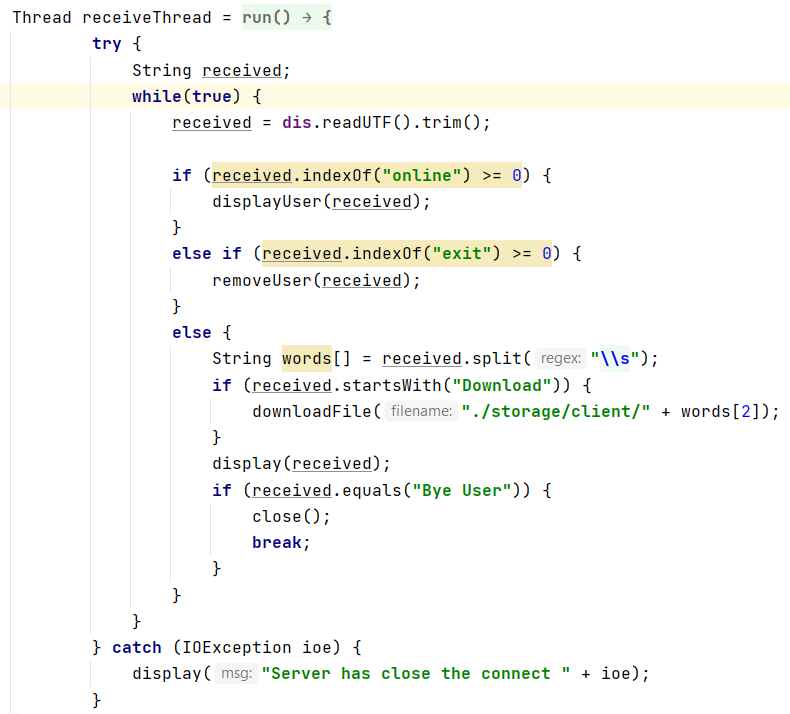 Thread receiveThread = run() → {
try {
String received;
while(true) {
received = dis.readUTF().trim();
if (received.indexOf("online") >= 0) {
displayUser(received);
}
else if (received.indexOf("exit") >= 0) {
removeUser(received);
}
else {
String words[] = received.split( regex: "\\s");
if (received.startsWith("Download")) {
downloadFile( filename: "./storage/client/" + words[2]);
}
display(received);
if (received.equals("Bye User")) {
close();
break;
}
}
}
} catch (IOException ioe) {
display( msg: "Server has close the connect " + ioe);
}